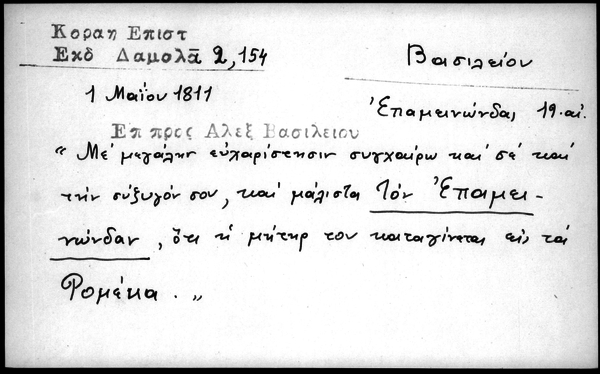 Κοραη Επιστ
Εκδ Δαμαλᾶ 2, 154
Βασιλείου
1 Μαΐου 1811
Ἐπαμεινώνδας 19. αἰ.
Επ προς Αλεξ Βασιλειου
" Μὲ μεγάλην εὐχαρίστησιν συγχαίρω καὶ σὲ καὶ
τὴν σύζυγόν σου, καὶ μάλιστα Τὸν Ἐπαμει-
νώνδαν, ὅτι ἡ μήτηρ του καταγίνεται εἰς τὰ
Ρομέκα. "